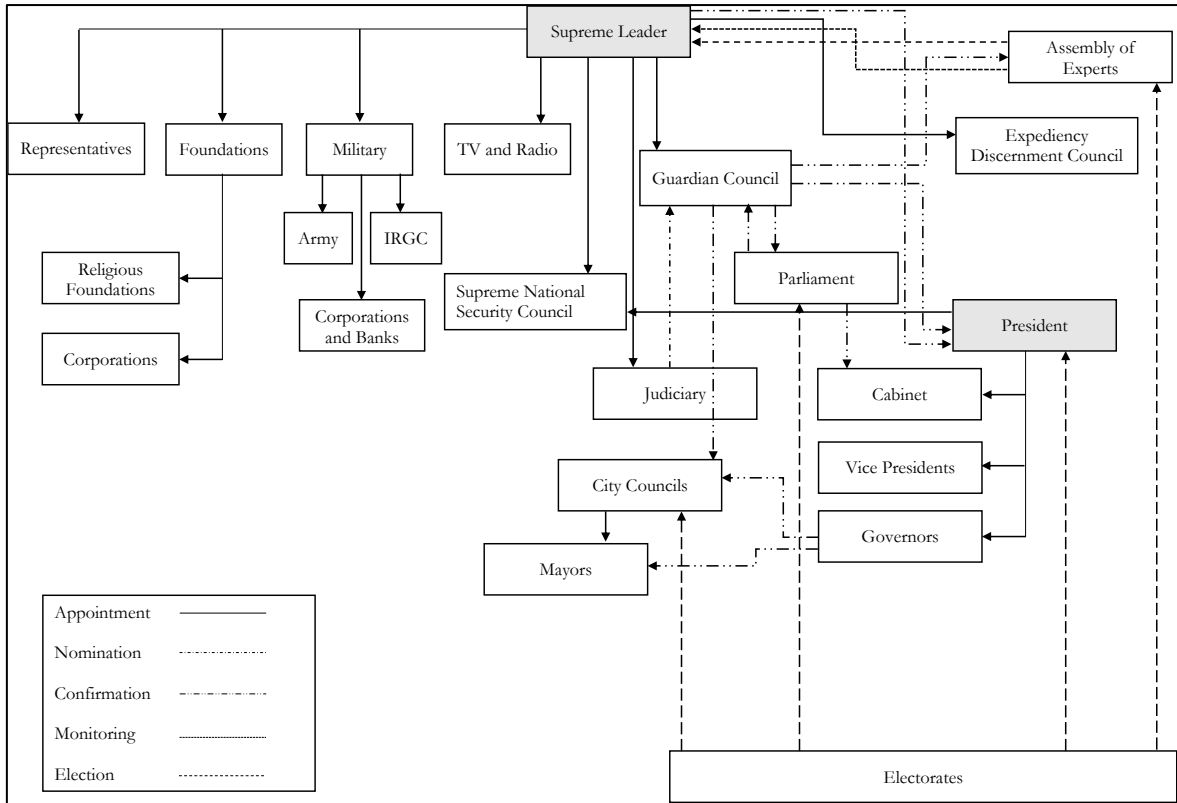 Supreme Leader
Assembly of
Experts
Representatives
Foundations
Military
TV and Radio
Expediency
Discernment Council
Guardian Council
Army
IRGC
Religious
Foundations
Parliament
Supreme National
Security Council
Corporations
and Banks
President
Corporations
Judiciary
Cabinet
Vice Presidents
City Councils
Governors
Mayors
Appointment
Nomination
Confirmation
Monitoring
Election
Electorates